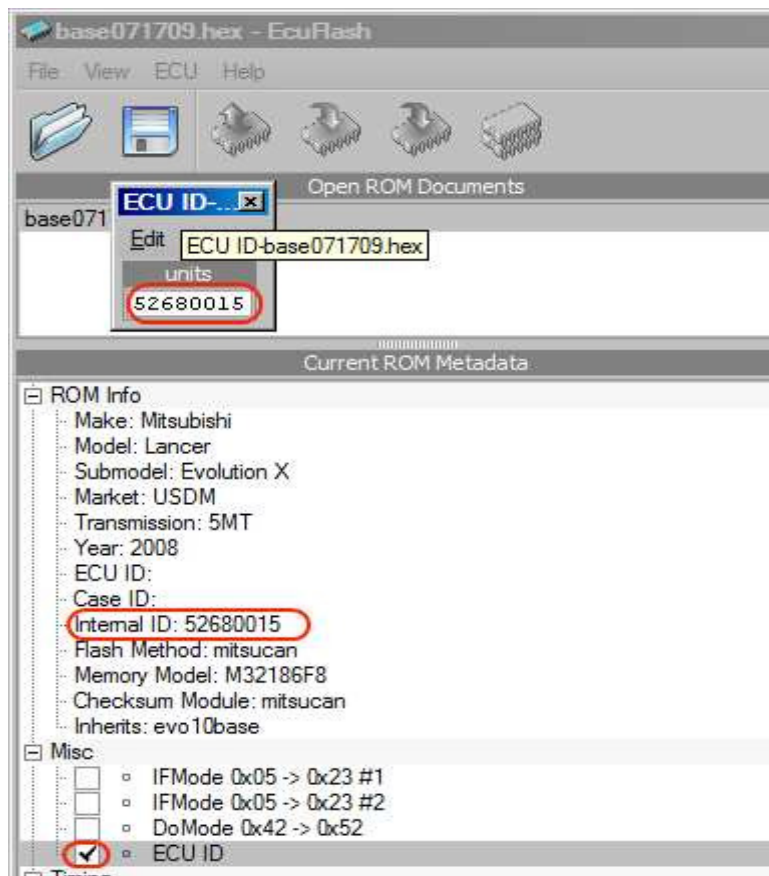 base071709.hex - EcuFlash
File View ECU Help
Open ROM Documents
ECU ID-...
base071
Edit
ECU ID-base071709.hex
units
52680015
Current ROM Metadata
ROM Info
Make: Mitsubishi
Model: Lancer
Submodel: Evolution X
Market: USDM
Transmission: 5MT
Year: 2008
ECU ID:
Case ID:
Internal ID: 52680015
Flash Method: mitsucan
Memory Model: M32186F8
Checksum Module: mitsucan
Inherits: evo10base
Misc
IFMode 0x05 -> 0x23 #1
IFMode 0x05 -> 0x23 #2
DoMode 0x42 -> 0x52
ECU ID
Timing